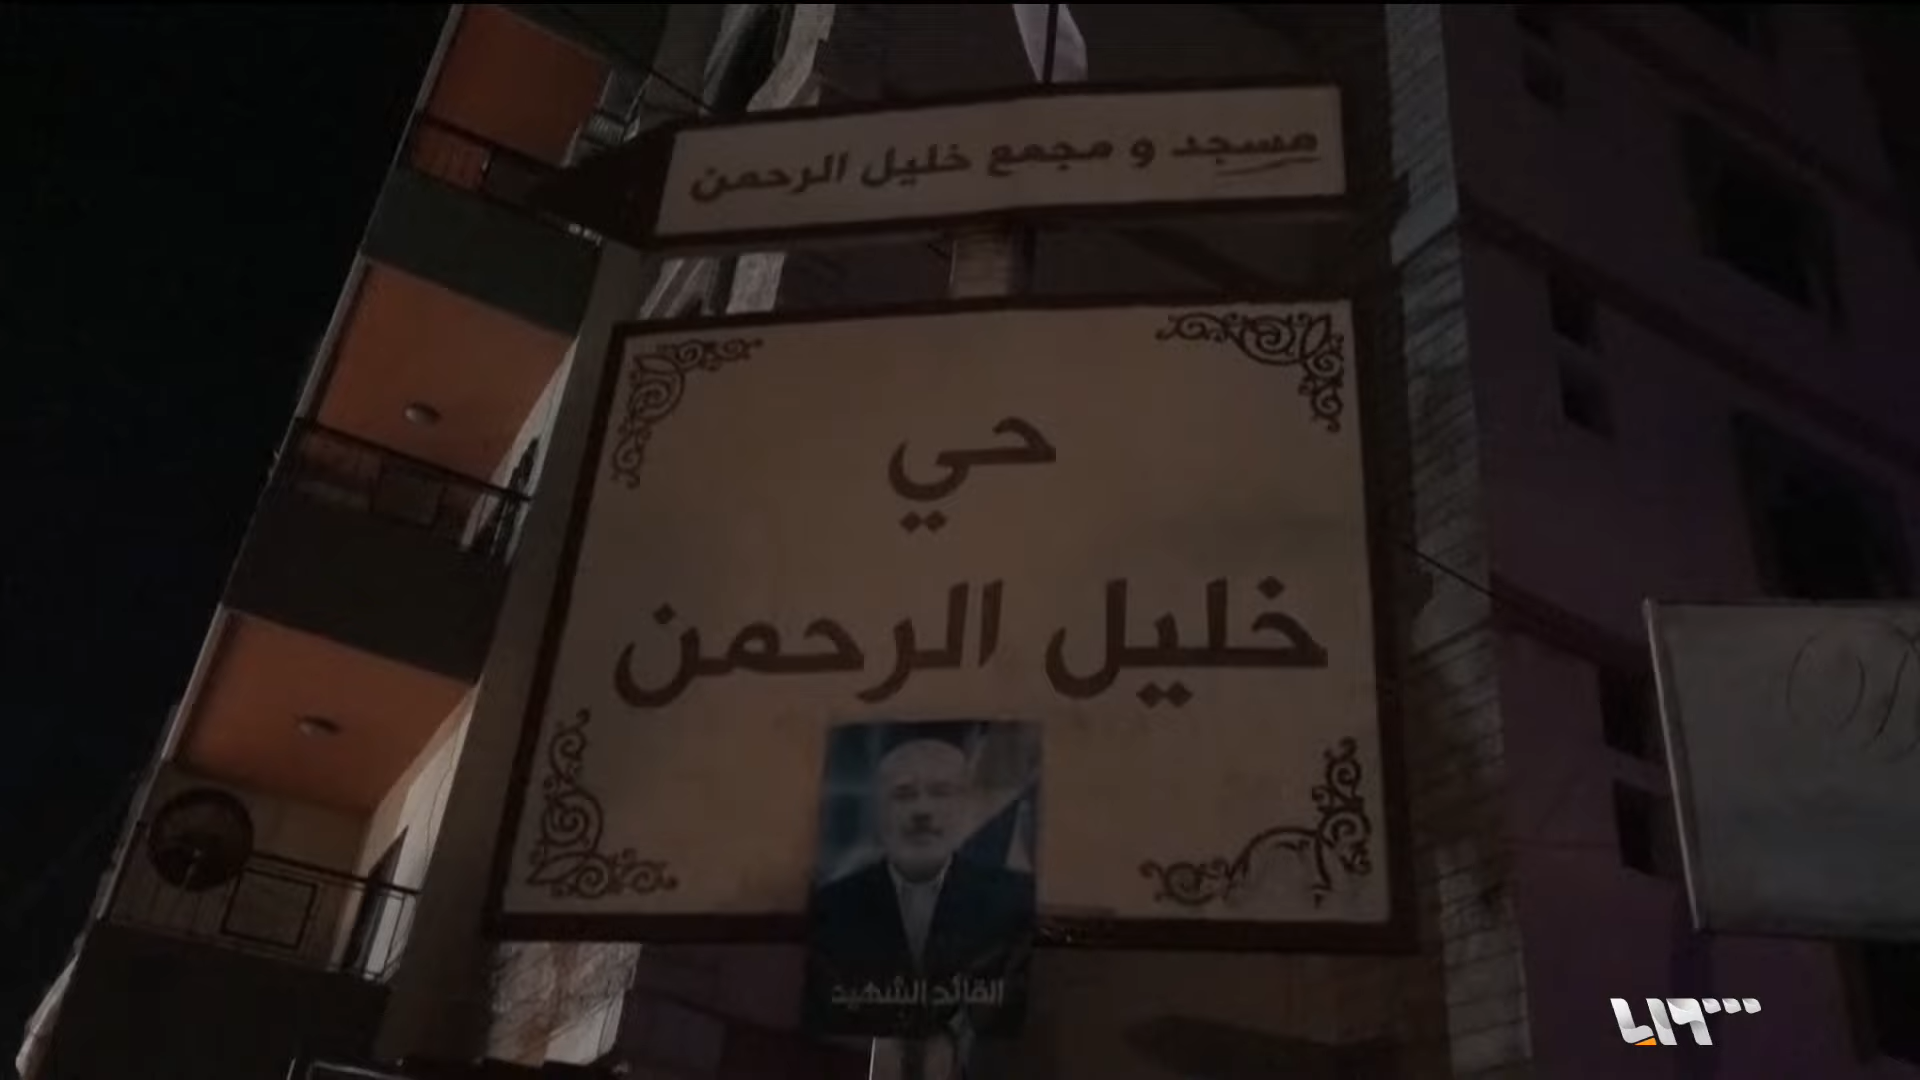 مسجد و مجمع خليل الرحمن
حي
خليل الرحمن
القائد الشهيد